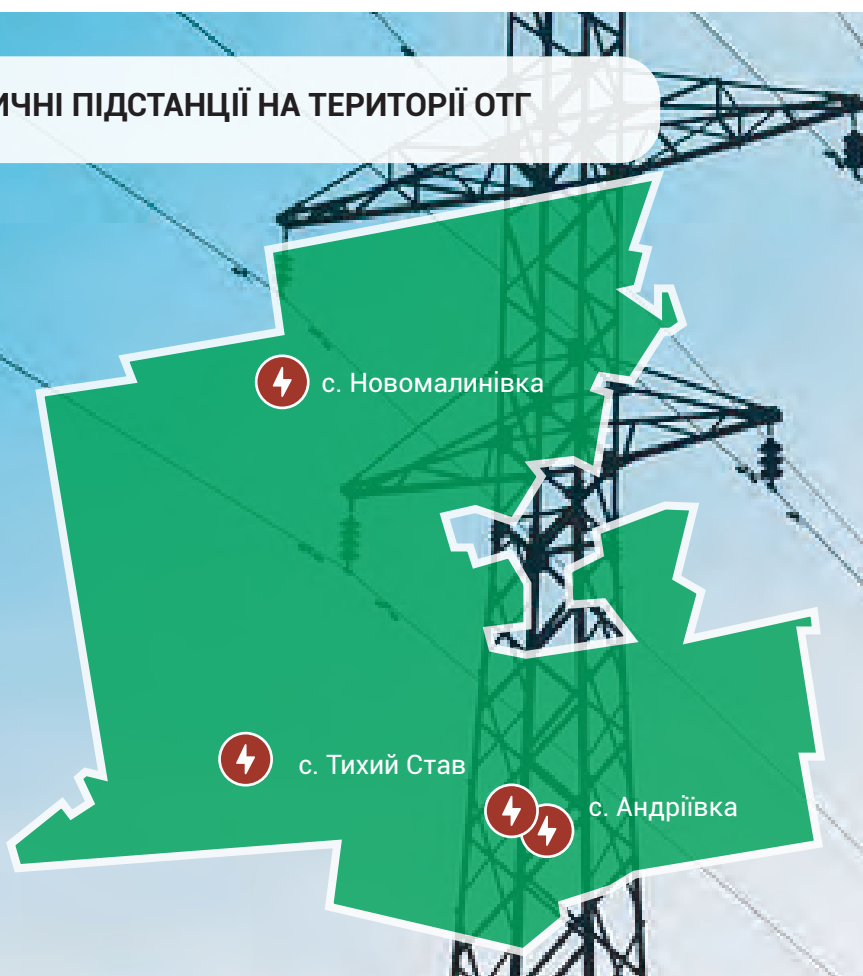 ИЧНІ ПІДСТАНЦІЇ НА ТЕРИТОРІЇ ОТГ
с. Новомалинівка
с. Тихий Став
с. Андріївка